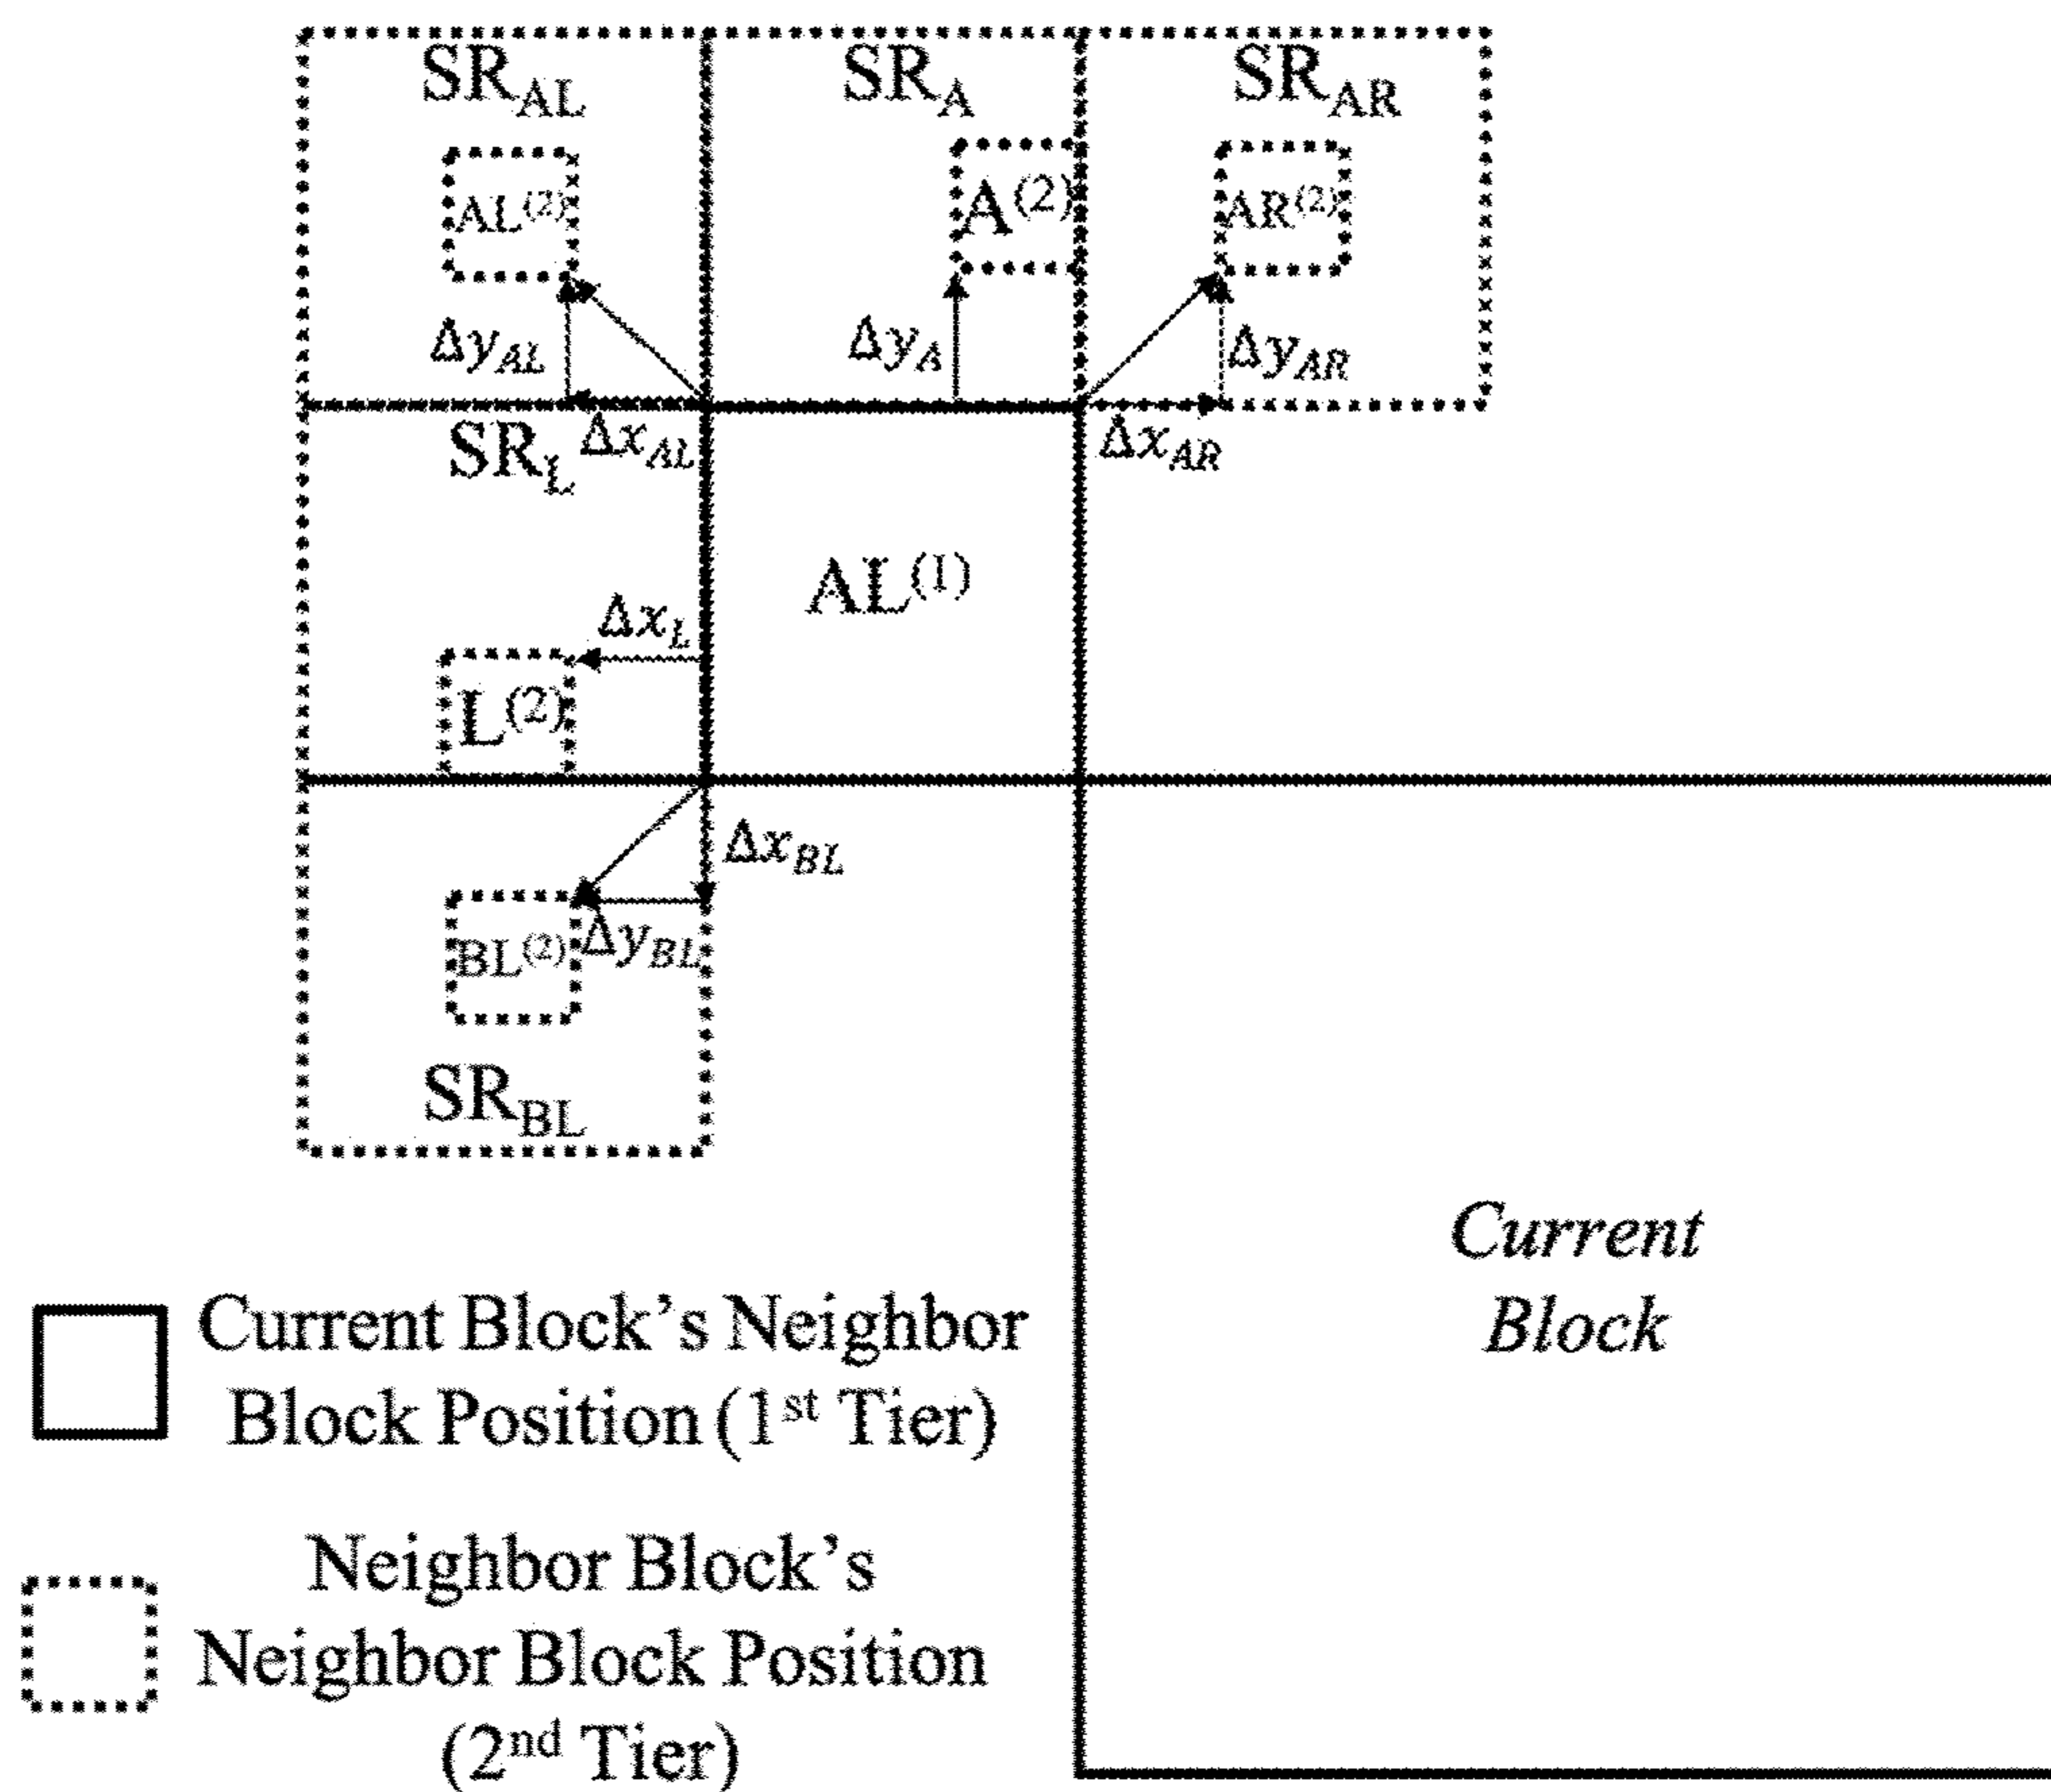 SR_AL SR_A SR_AR
AL^(2) A^(2) AR^(2)
Δy_AL Δy_A Δy_AR
SR_L Δx_AL Δx_AR
AL^(1)
Δx_L
L^(2)
Δx_BL
BL^(2) Δy_BL
SR_BL
Current
Block
Current Block's Neighbor
Block Position (1st Tier)
Neighbor Block's
Neighbor Block Position
(2nd Tier)